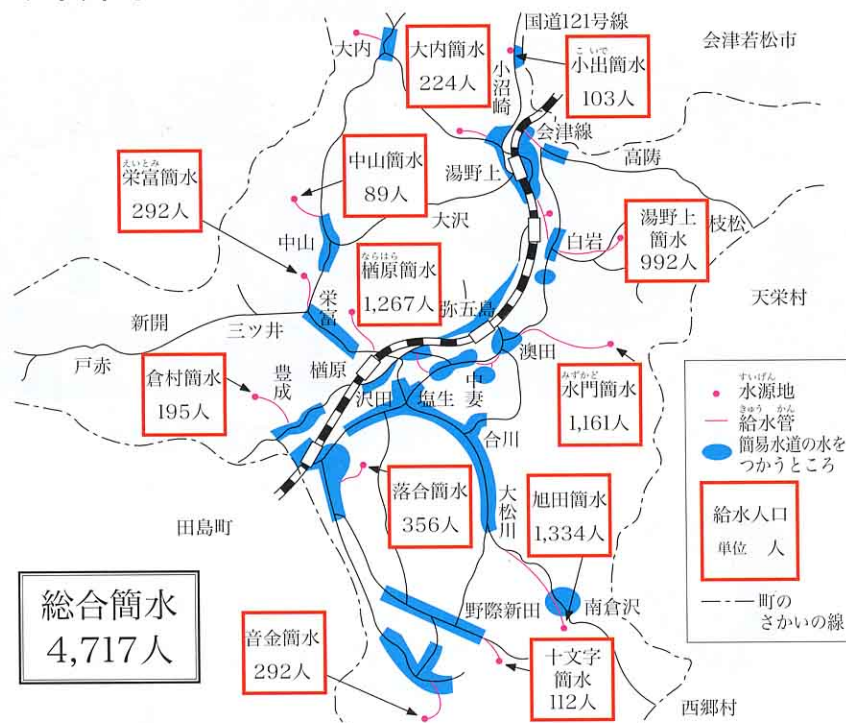 国道121号線
会津若松市
大内
大内簡水
224人
小沼崎
こいで
小出簡水
103人
会津線
高陦
湯野上
えいとみ
栄富簡水
292人
中山簡水
89人
大沢
中山
白岩
枝松
湯野上
簡水
992人
ならはら
楢原簡水
1,267人
栄富
弥五島
天栄村
新開
三ツ井
戸赤
楢原
湥田
倉村簡水
195人
豊成
沢田
塩生
中妻
みずかど
水門簡水
1,161人
合川
すいげん
水源地
きゅう かん
給水管
簡易水道の水を
つかうところ
給水人口
単位 人
町の
さかいの線
落合簡水
356人
大松川
旭田簡水
1,334人
田島町
総合簡水
4,717人
野際新田
南倉沢
音金簡水
292人
十文字
簡水
112人
西郷村